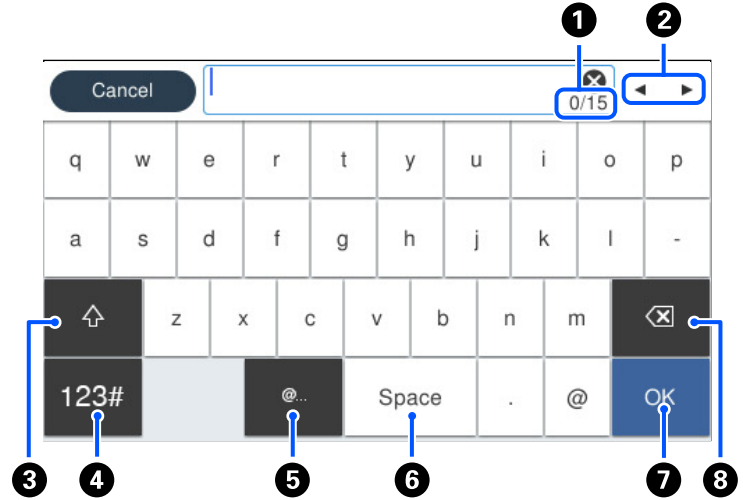 1 2
Cancel
0/15
q w e r t y u i o p
a s d f g h j k l -
z x c v b n m
123# @... Space . @ OK
3 4 5 6 7 8